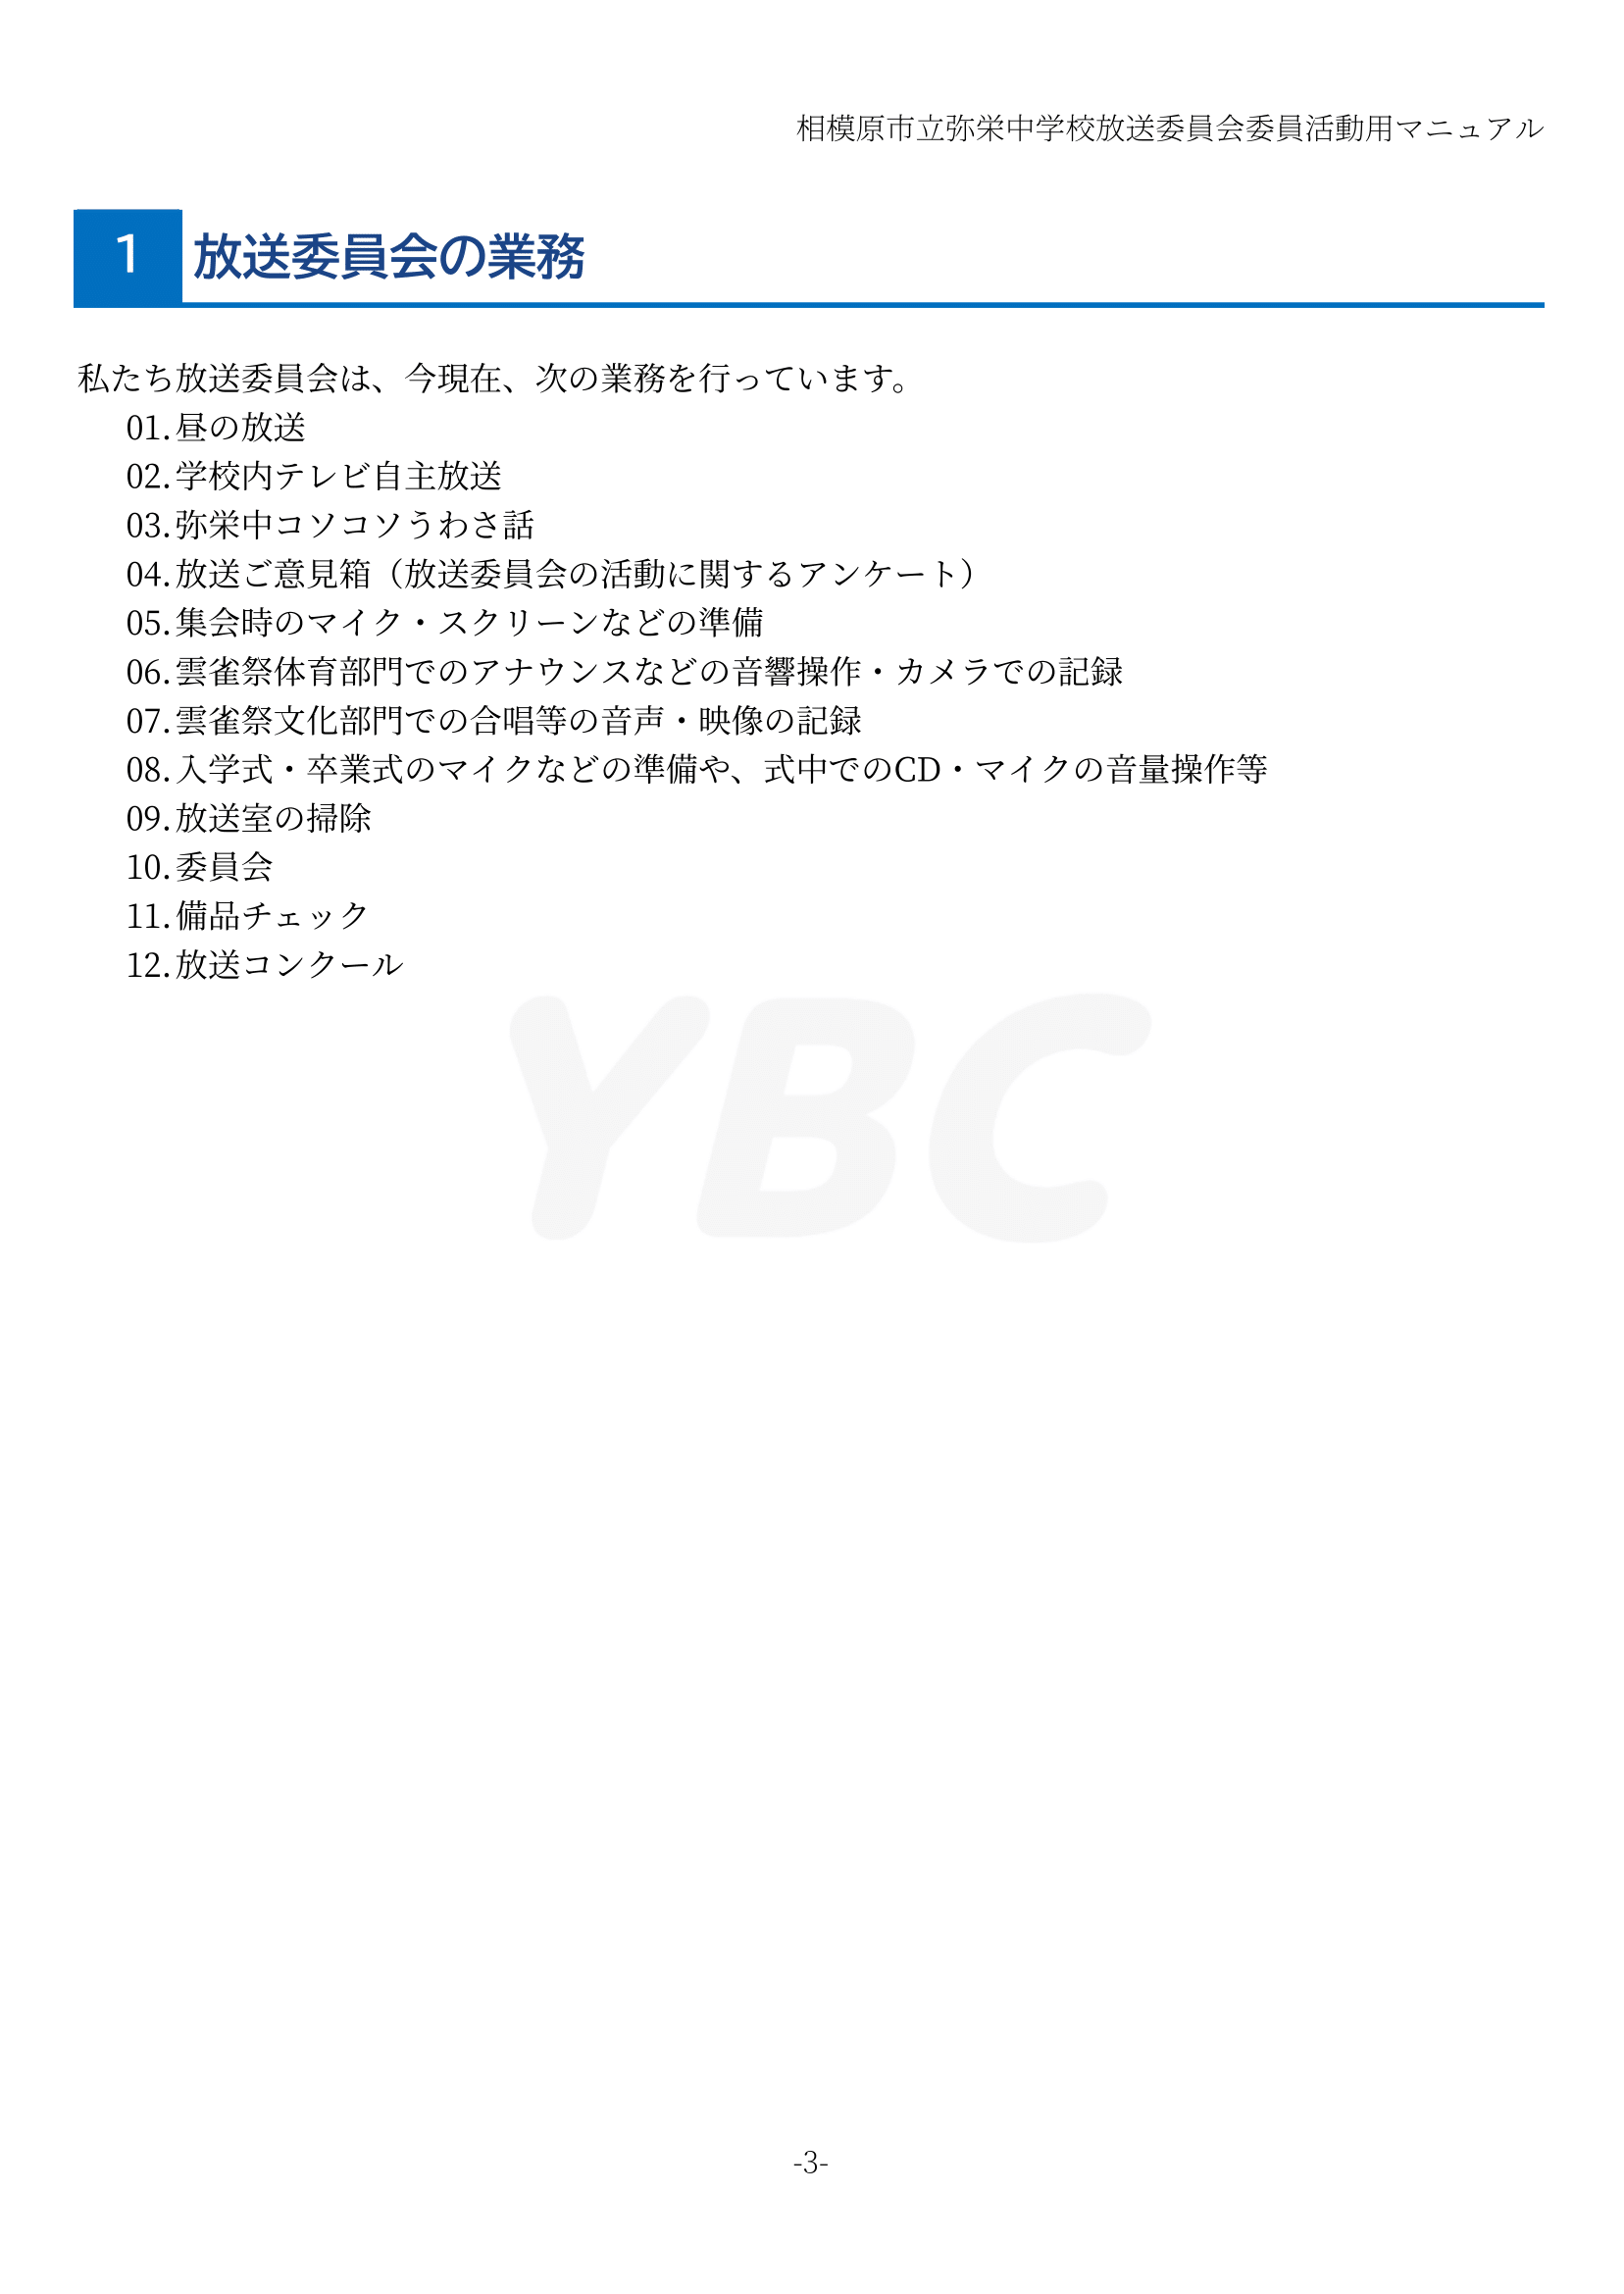 相模原市立弥栄中学校放送委員会委員活動用マニュアル
1 放送委員会の業務
私たち放送委員会は、今現在、次の業務を行っています。
01.昼の放送
02.学校内テレビ自主放送
03.弥栄中コソコソうわさ話
04.放送ご意見箱（放送委員会の活動に関するアンケート）
05.集会時のマイク・スクリーンなどの準備
06.雲雀祭体育部門でのアナウンスなどの音響操作・カメラでの記録
07.雲雀祭文化部門での合唱等の音声・映像の記録
08.入学式・卒業式のマイクなどの準備や、式中でのCD・マイクの音量操作等
09.放送室の掃除
10.委員会
11.備品チェック
12.放送コンクール
YBC
-3-